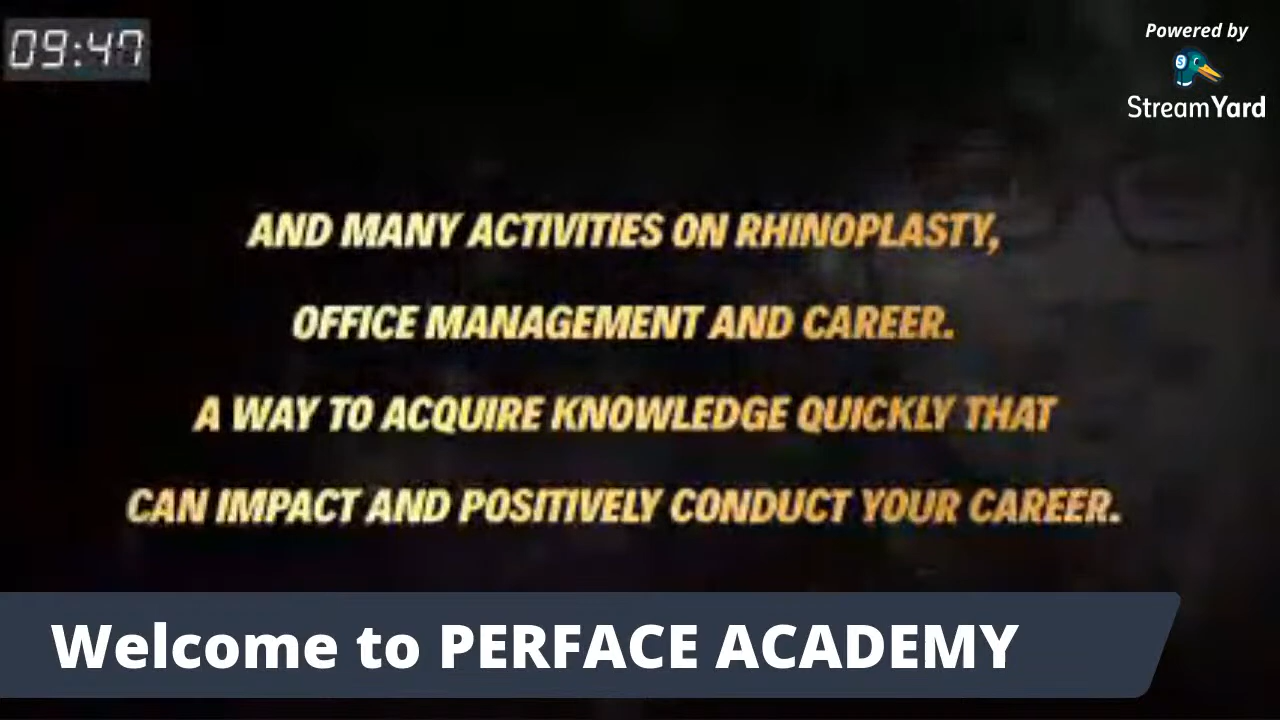 09:47
Powered by
StreamYard
AND MANY ACTIVITIES ON RHINOPLASTY,
OFFICE MANAGEMENT AND CAREER.
A WAY TO ACQUIRE KNOWLEDGE QUICKLY THAT
CAN IMPACT AND POSITIVELY CONDUCT YOUR CAREER.
Welcome to PERFACE ACADEMY